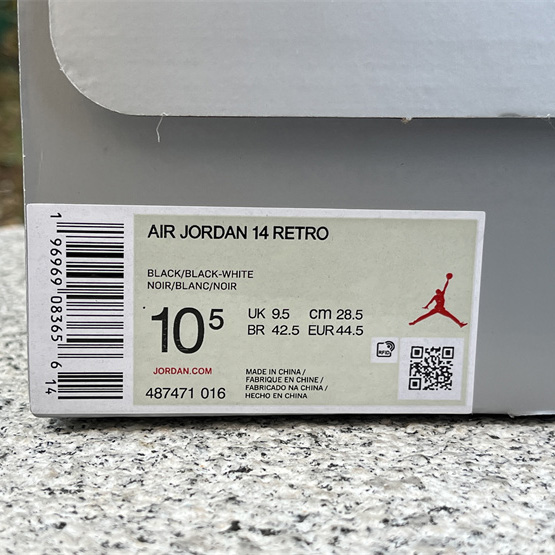 AIR JORDAN 14 RETRO
BLACK/BLACK-WHITE
NOIR/BLANC/NOIR
10⁵
UK 9.5 cm 28.5
BR 42.5 EUR 44.5
RFID
JORDAN.COM
487471 016
MADE IN CHINA /
FABRIQUE EN CHINE /
FABRICADO NA CHINA /
HECHO EN CHINA
1 96969 08365 6 14